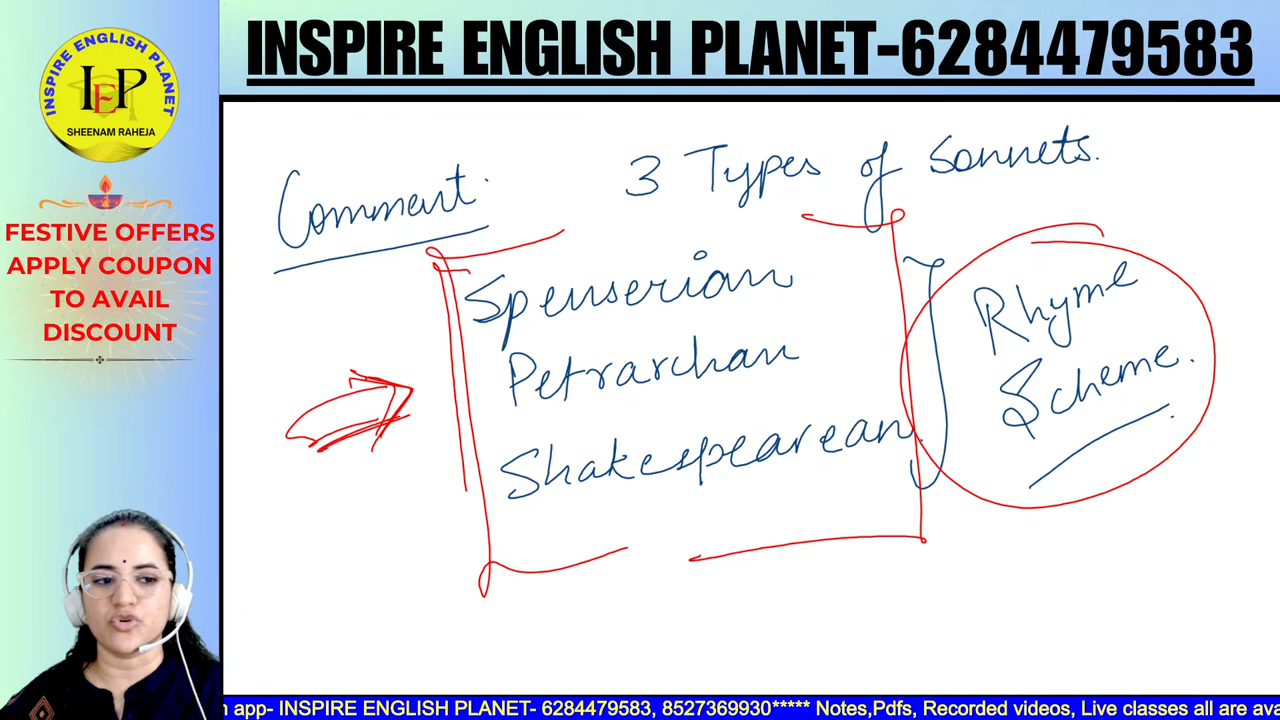 INSPIRE ENGLISH PLANET-6284479583
INSPIRE ENGLISH PLANET
IEP
SHEENAM RAHEJA
FESTIVE OFFERS
APPLY COUPON
TO AVAIL
DISCOUNT
Comment.
3 Types of Sonnets.
Spenserian
Petrarchan
Shakespearean.
Rhyme
Scheme.
app- INSPIRE ENGLISH PLANET- 6284479583, 8527369930***** Notes,Pdfs, Recorded videos, Live classes all are ava